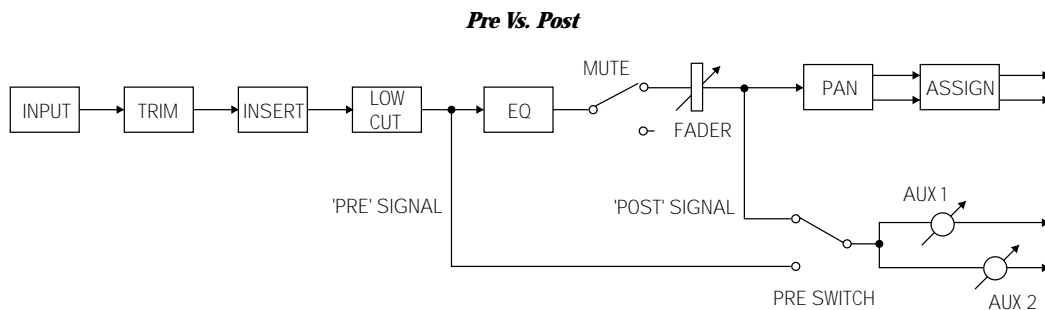 Pre Vs. Post
MUTE
INPUT
TRIM
INSERT
LOW
CUT
EQ
FADER
PAN
ASSIGN
'PRE' SIGNAL
'POST' SIGNAL
AUX 1
PRE SWITCH
AUX 2